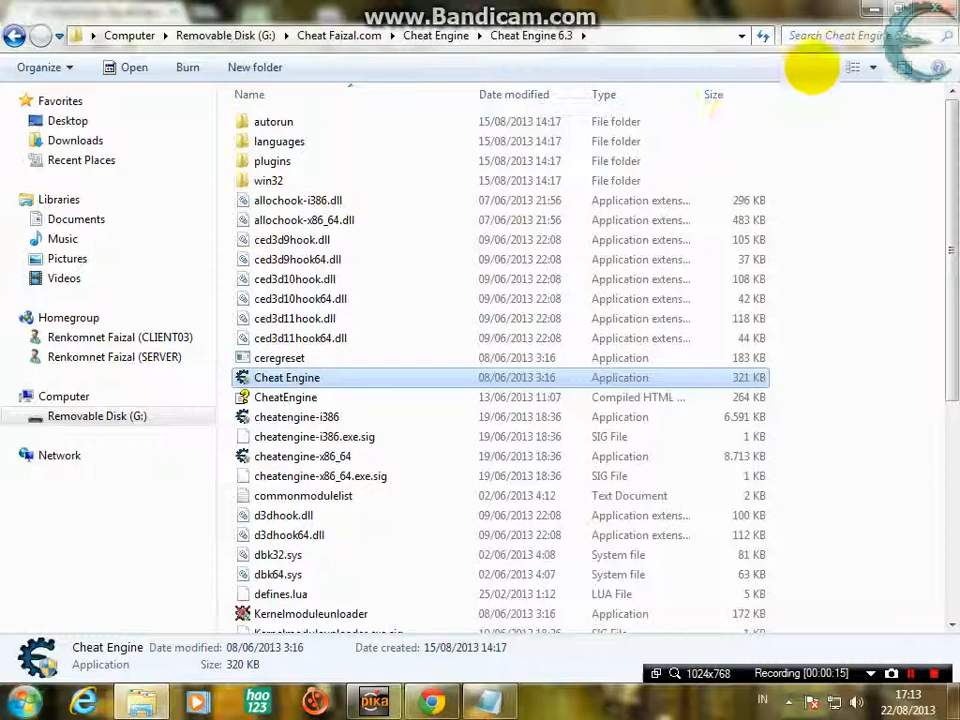 www.Bandicam.com
Computer Removable Disk (G:) Cheat Faizal.com Cheat Engine Cheat Engine 6.3 Search Cheat Engine
Organize Open Burn New folder
Name Date modified Type Size
Favorites
Desktop
Downloads
Recent Places
Libraries
Documents
Music
Pictures
Videos
Homegroup
Renkomnet Faizal (CLIENT03)
Renkomnet Faizal (SERVER)
Computer
Removable Disk (G:)
Network
autorun 15/08/2013 14:17 File folder
languages 15/08/2013 14:17 File folder
plugins 15/08/2013 14:17 File folder
win32 15/08/2013 14:17 File folder
allochook-i386.dll 07/06/2013 21:56 Application extens... 296 KB
allochook-x86_64.dll 07/06/2013 21:56 Application extens... 483 KB
ced3d9hook.dll 09/06/2013 22:08 Application extens... 105 KB
ced3d9hook64.dll 09/06/2013 22:08 Application extens... 37 KB
ced3d10hook.dll 09/06/2013 22:08 Application extens... 108 KB
ced3d10hook64.dll 09/06/2013 22:08 Application extens... 42 KB
ced3d11hook.dll 09/06/2013 22:08 Application extens... 118 KB
ced3d11hook64.dll 09/06/2013 22:08 Application extens... 44 KB
ceregreset 08/06/2013 3:16 Application 183 KB
Cheat Engine 08/06/2013 3:16 Application 321 KB
CheatEngine 13/06/2013 11:07 Compiled HTML ... 264 KB
cheatengine-i386 19/06/2013 18:36 Application 6.591 KB
cheatengine-i386.exe.sig 19/06/2013 18:36 SIG File 1 KB
cheatengine-x86_64 19/06/2013 18:36 Application 8.713 KB
cheatengine-x86_64.exe.sig 19/06/2013 18:36 SIG File 1 KB
commonmodulelist 02/06/2013 4:12 Text Document 2 KB
d3dhook.dll 09/06/2013 22:08 Application extens... 100 KB
d3dhook64.dll 09/06/2013 22:08 Application extens... 112 KB
dbk32.sys 02/06/2013 4:08 System file 81 KB
dbk64.sys 02/06/2013 4:07 System file 63 KB
defines.lua 25/02/2013 1:12 LUA File 5 KB
Kernelmoduleunloader 08/06/2013 3:16 Application 172 KB
Cheat Engine Date modified: 08/06/2013 3:16 Date created: 15/08/2013 14:17
Application Size: 320 KB
1024x768 Recording [00:00:15]
hao
123
pika
IN
17:13
22/08/2013